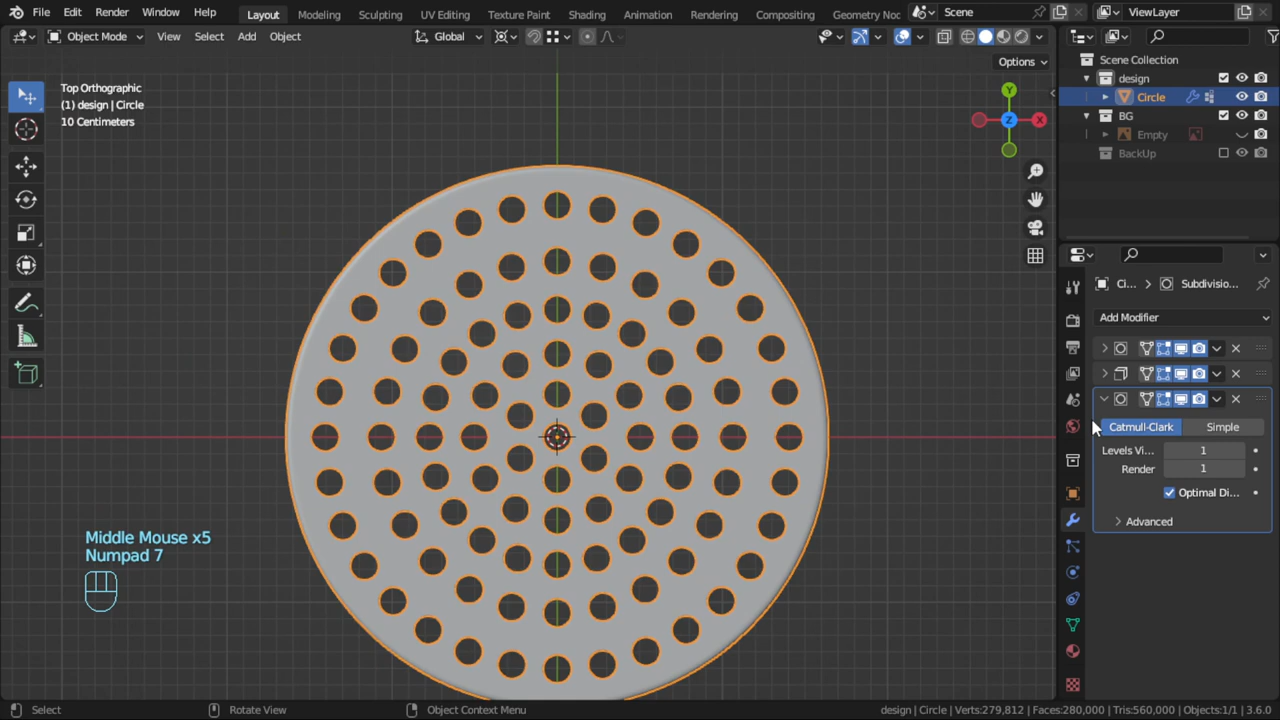 File Edit Render Window Help Layout Modeling Sculpting UV Editing Texture Paint Shading Animation Rendering Compositing Geometry Noc Scene ViewLayer
Object Mode View Select Add Object Global
Options
Top Orthographic
(1) design | Circle
10 Centimeters
Y
Z
X
Middle Mouse x5
Numpad 7
Scene Collection
design
Circle
BG
Empty
BackUp
Ci... > Subdivisio...
Add Modifier
Catmull-Clark Simple
Levels Vi... 1
Render 1
Optimal Di...
Advanced
Select Rotate View Object Context Menu design | Circle | Verts:279,812 | Faces:280,000 | Tris:560,000 | Objects:1/1 | 3.6.0